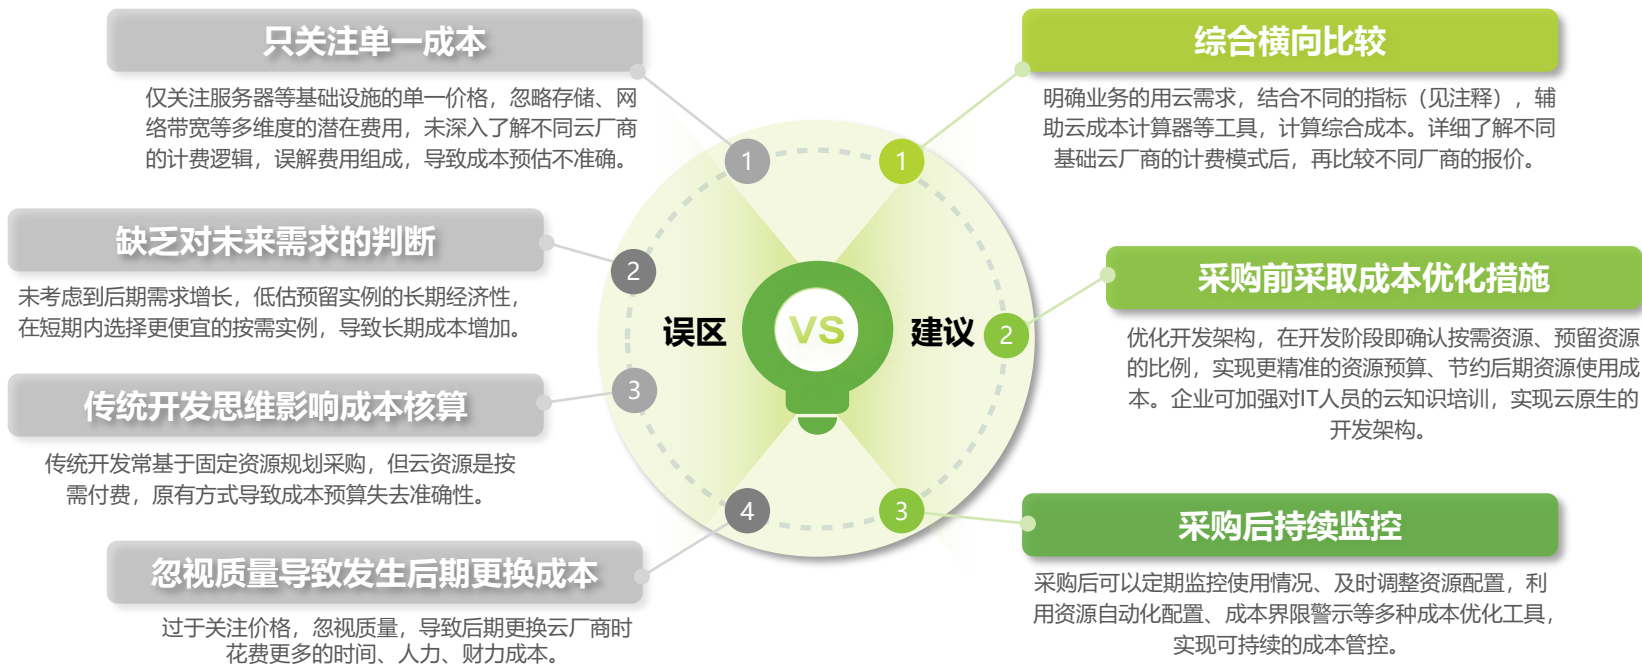 只关注单一成本
仅关注服务器等基础设施的单一价格，忽略存储、网
络带宽等多维度的潜在费用，未深入了解不同云厂商
的计费逻辑，误解费用组成，导致成本预估不准确。
1
缺乏对未来需求的判断
未考虑到后期需求增长，低估预留实例的长期经济性，
在短期内选择更便宜的按需实例，导致长期成本增加。
2
传统开发思维影响成本核算
传统开发常基于固定资源规划采购，但云资源是按
需付费，原有方式导致成本预算失去准确性。
3
忽视质量导致发生后期更换成本
过于关注价格，忽视质量，导致后期更换云厂商时
花费更多的时间、人力、财力成本。
4
误区
VS
建议
综合横向比较
明确业务的用云需求，结合不同的指标（见注释），辅
助云成本计算器等工具，计算综合成本。详细了解不同
基础云厂商的计费模式后，再比较不同厂商的报价。
1
采购前采取成本优化措施
优化开发架构，在开发阶段即确认按需资源、预留资源
的比例，实现更精准的资源预算、节约后期资源使用成
本。企业可加强对IT人员的云知识培训，实现云原生的
开发架构。
2
采购后持续监控
采购后可以定期监控使用情况、及时调整资源配置，利
用资源自动化配置、成本界限警示等多种成本优化工具，
实现可持续的成本管控。
3